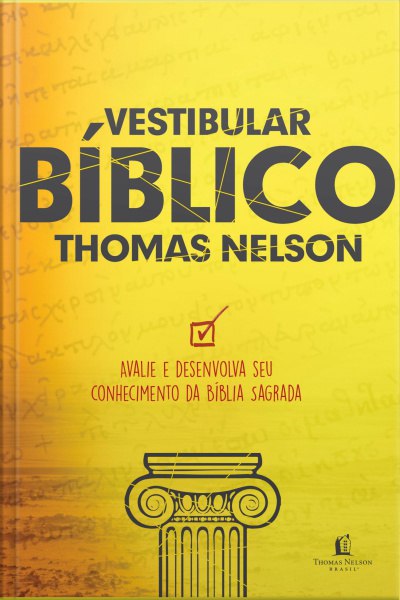 VESTIBULAR
BÍBLICO
THOMAS NELSON
AVALIE E DESENVOLVA SEU
CONHECIMENTO DA BÍBLIA SAGRADA
THOMAS NELSON
BRASIL®